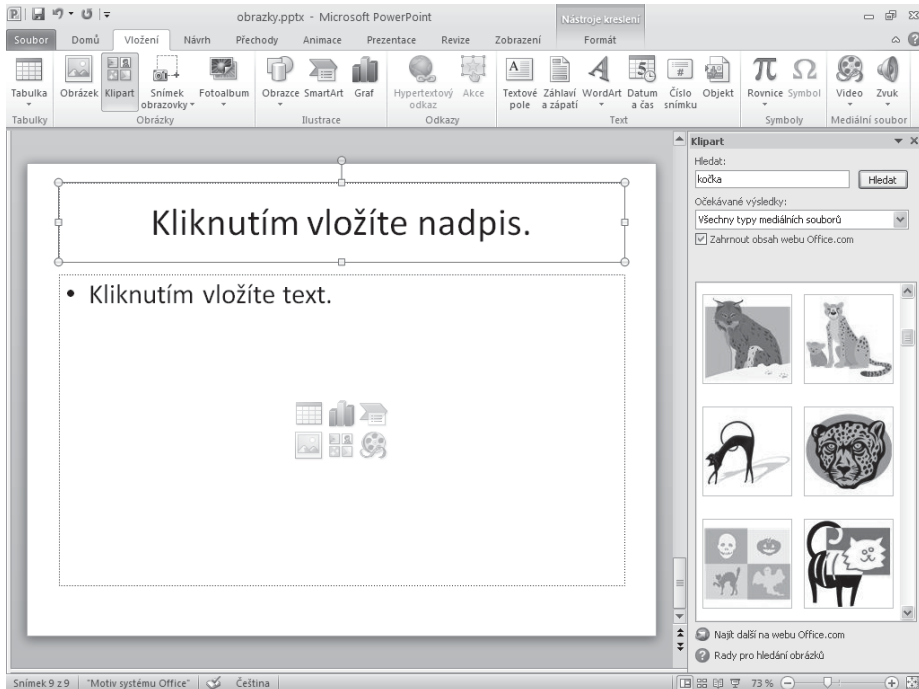 obrazky.pptx - Microsoft PowerPoint
Nástroje kreslení
Soubor Domů Vložení Návrh Přechody Animace Prezentace Revize Zobrazení Formát
Tabulka Obrázek Klipart Snímek obrazovky Fotoalbum Obrazce SmartArt Graf Hypertextový odkaz Akce Textové pole Záhlaví a zápatí WordArt Datum a čas Číslo snímku Objekt Rovnice Symbol Video Zvuk
Tabulky Obrázky Ilustrace Odkazy Text Symboly Mediální soubor
Klipart
Hledat:
kočka Hledat
Očekávané výsledky:
Všechny typy mediálních souborů
Zahrnout obsah webu Office.com
Kliknutím vložíte nadpis.
• Kliknutím vložíte text.
Najít další na webu Office.com
Rady pro hledání obrázků
Snímek 9 z 9 "Motiv systému Office" Čeština 73 %